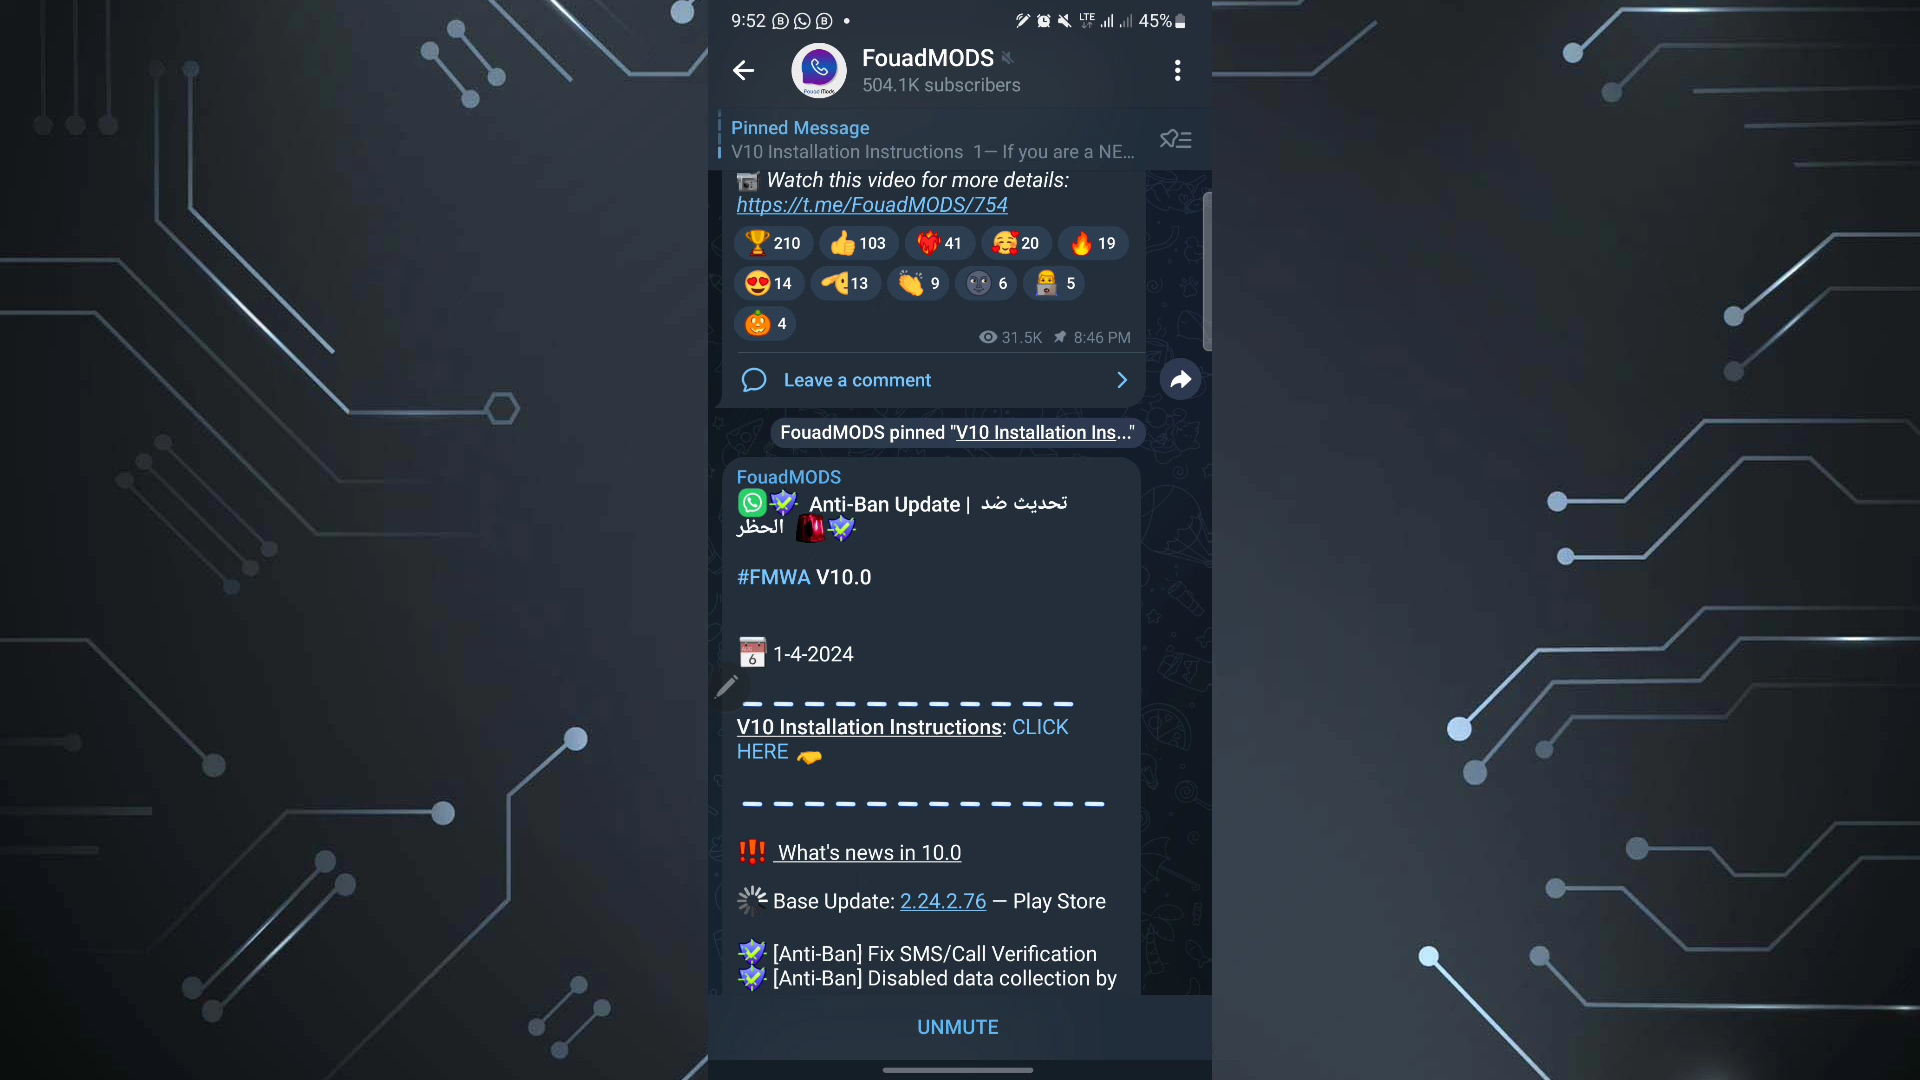 9:52
LTE
45%
FouadMODS
504.1K subscribers
Pinned Message
V10 Installation Instructions 1— If you are a NE...
Watch this video for more details:
https://t.me/FouadMODS/754
210 103 41 20 19
14 13 9 6 5
4
31.5K 8:46 PM
Leave a comment
FouadMODS pinned "V10 Installation Ins..."
FouadMODS
Anti-Ban Update | تحديث ضد
الحظر
#FMWA V10.0
1-4-2024
V10 Installation Instructions: CLICK
HERE
What's news in 10.0
Base Update: 2.24.2.76 — Play Store
[Anti-Ban] Fix SMS/Call Verification
[Anti-Ban] Disabled data collection by
UNMUTE